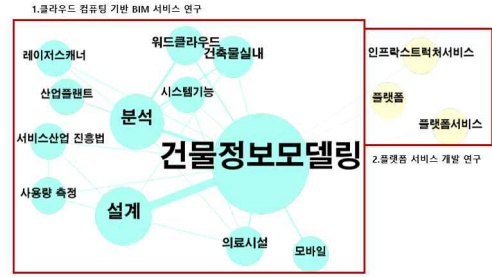 1.클라우드 컴퓨팅 기반 BIM 서비스 연구
워드클라우드
건축물실내
레이저스캐너
인프라스트럭처서비스
산업플랜트
시스템기능
플랫폼
분석
플랫폼서비스
서비스산업 진흥법
건물정보모델링
2.플랫폼 서비스 개발 연구
사용량 측정
설계
의료시설
모바일